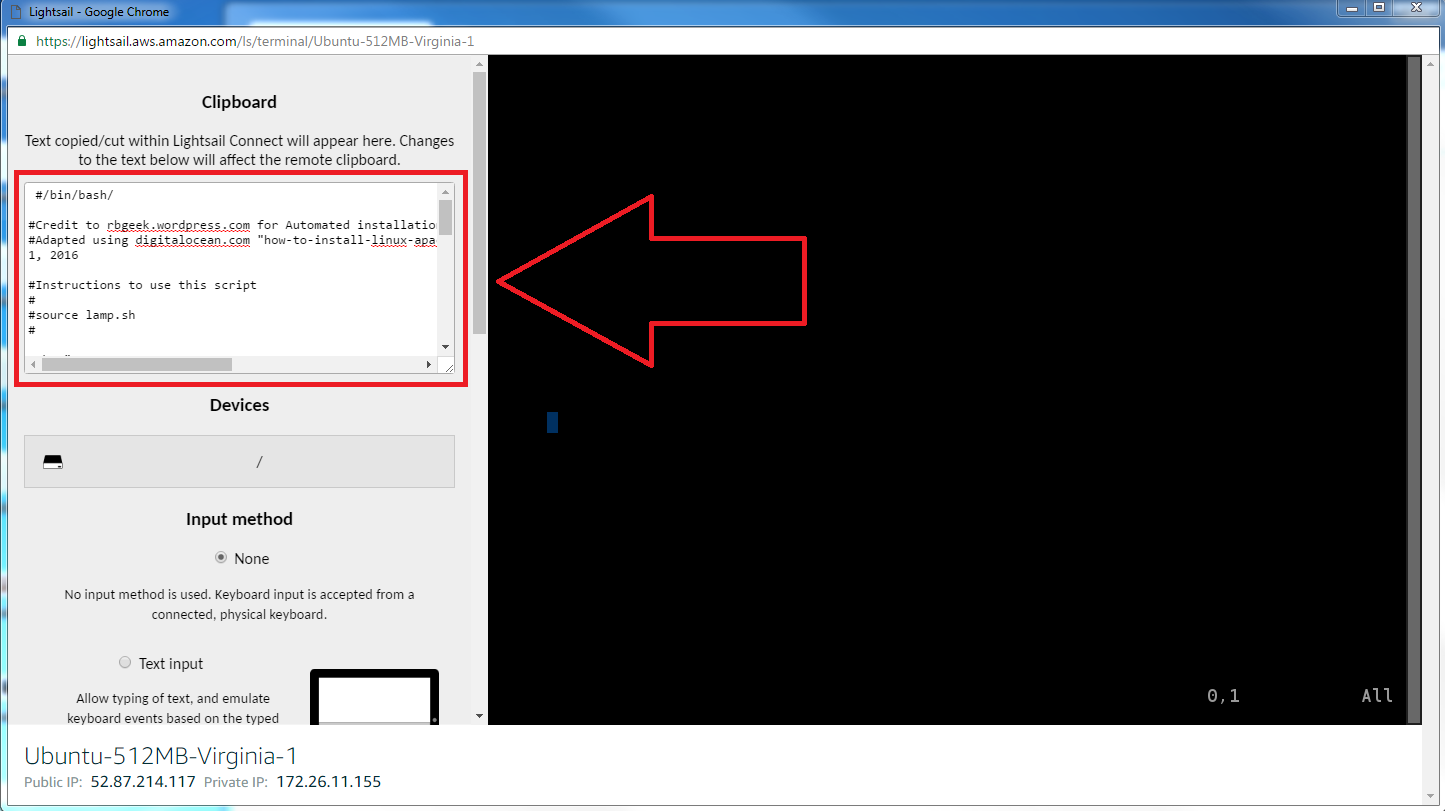 Lightsail - Google Chrome
https://lightsail.aws.amazon.com/ls/terminal/Ubuntu-512MB-Virginia-1
Clipboard
Text copied/cut within Lightsail Connect will appear here. Changes
to the text below will affect the remote clipboard.
#/bin/bash/
#Credit to rbgeek.wordpress.com for Automated installation
#Adapted using digitalocean.com "how-to-install-linux-apa
1, 2016
#Instructions to use this script
#
#source lamp.sh
#
Devices
/
Input method
None
No input method is used. Keyboard input is accepted from a
connected, physical keyboard.
Text input
Allow typing of text, and emulate
keyboard events based on the typed
0,1 All
Ubuntu-512MB-Virginia-1
Public IP: 52.87.214.117 Private IP: 172.26.11.155